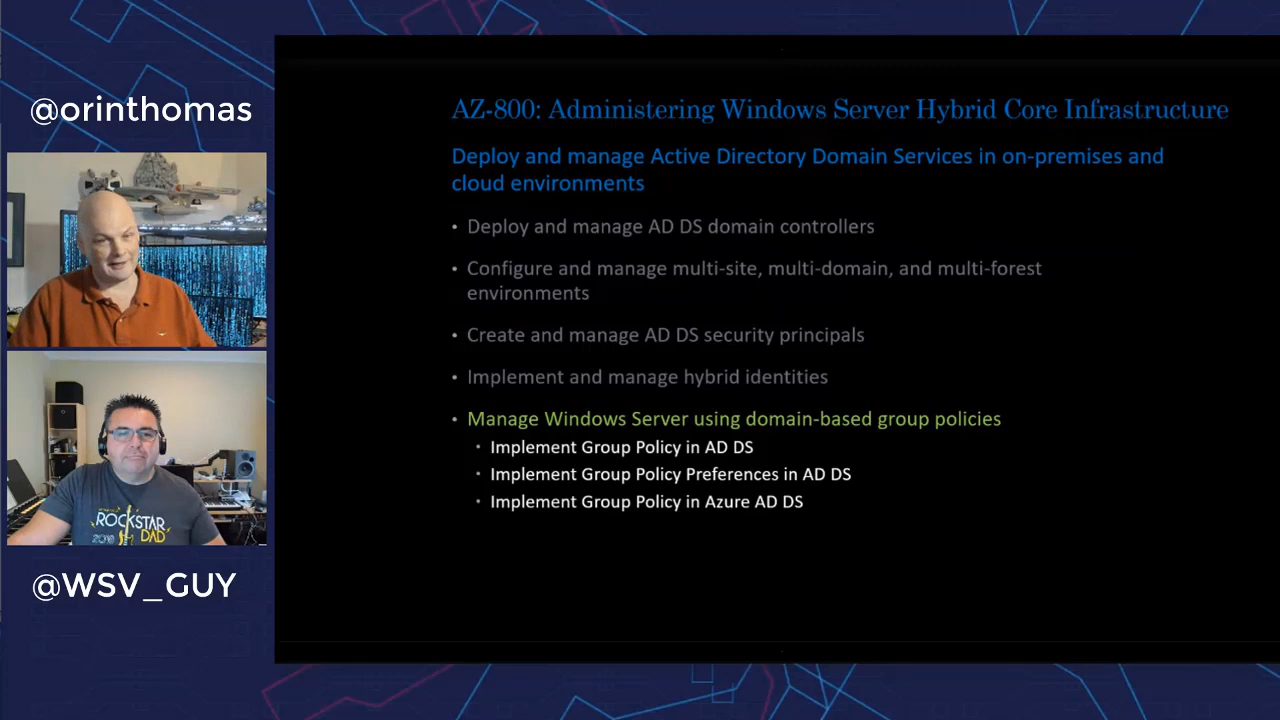 @orinthomas
ROCKSTAR
2010 DAD
@WSV_GUY
AZ-800: Administering Windows Server Hybrid Core Infrastructure
Deploy and manage Active Directory Domain Services in on-premises and
cloud environments
• Deploy and manage AD DS domain controllers
• Configure and manage multi-site, multi-domain, and multi-forest
environments
• Create and manage AD DS security principals
• Implement and manage hybrid identities
• Manage Windows Server using domain-based group policies
• Implement Group Policy in AD DS
• Implement Group Policy Preferences in AD DS
• Implement Group Policy in Azure AD DS